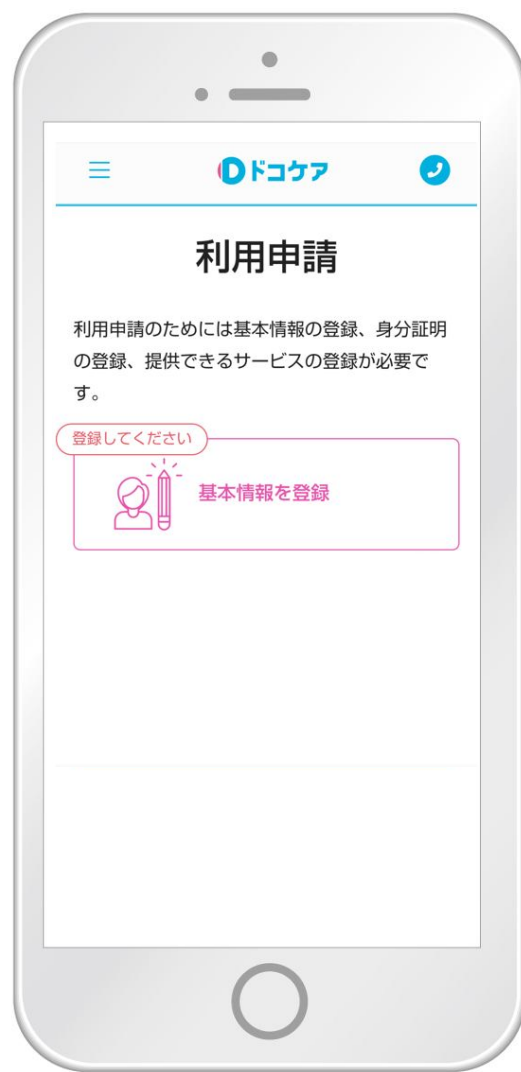 ドコケア
利用申請
利用申請のためには基本情報の登録、身分証明
の登録、提供できるサービスの登録が必要で
す。
登録してください
基本情報を登録